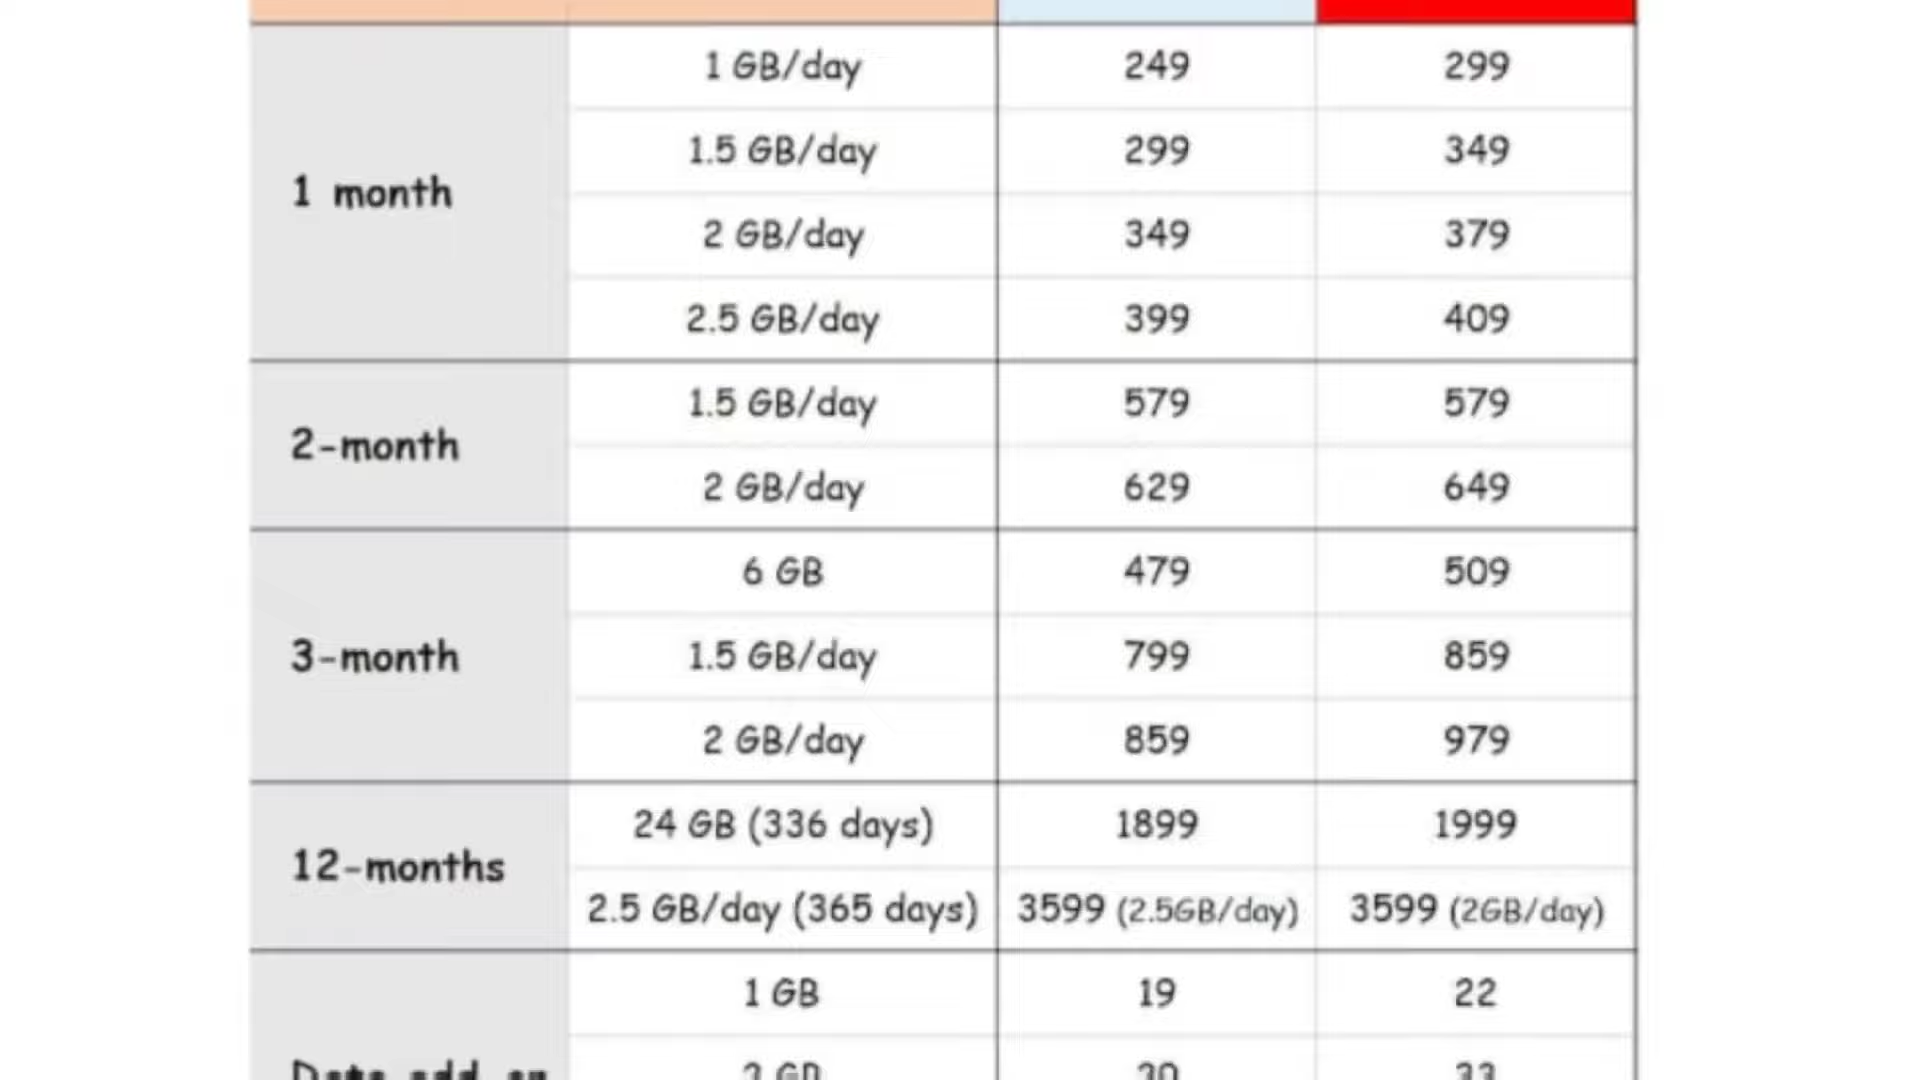 1 GB/day 249 299
1.5 GB/day 299 349
1 month
2 GB/day 349 379
2.5 GB/day 399 409
1.5 GB/day 579 579
2-month
2 GB/day 629 649
6 GB 479 509
3-month 1.5 GB/day 799 859
2 GB/day 859 979
24 GB (336 days) 1899 1999
12-months
2.5 GB/day (365 days) 3599 (2.5GB/day) 3599 (2GB/day)
1 GB 19 22